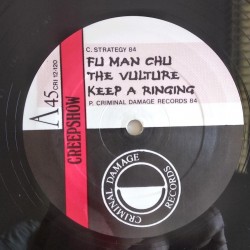 C. STRATEGY 84
FU MAN CHU
THE VULTURE
KEEP A RINGING
P. CRIMINAL DAMAGE RECORDS 84
A 45 CRI 12-120
CREEPSHOW
CRIMINAL DAMAGE
RECORDS